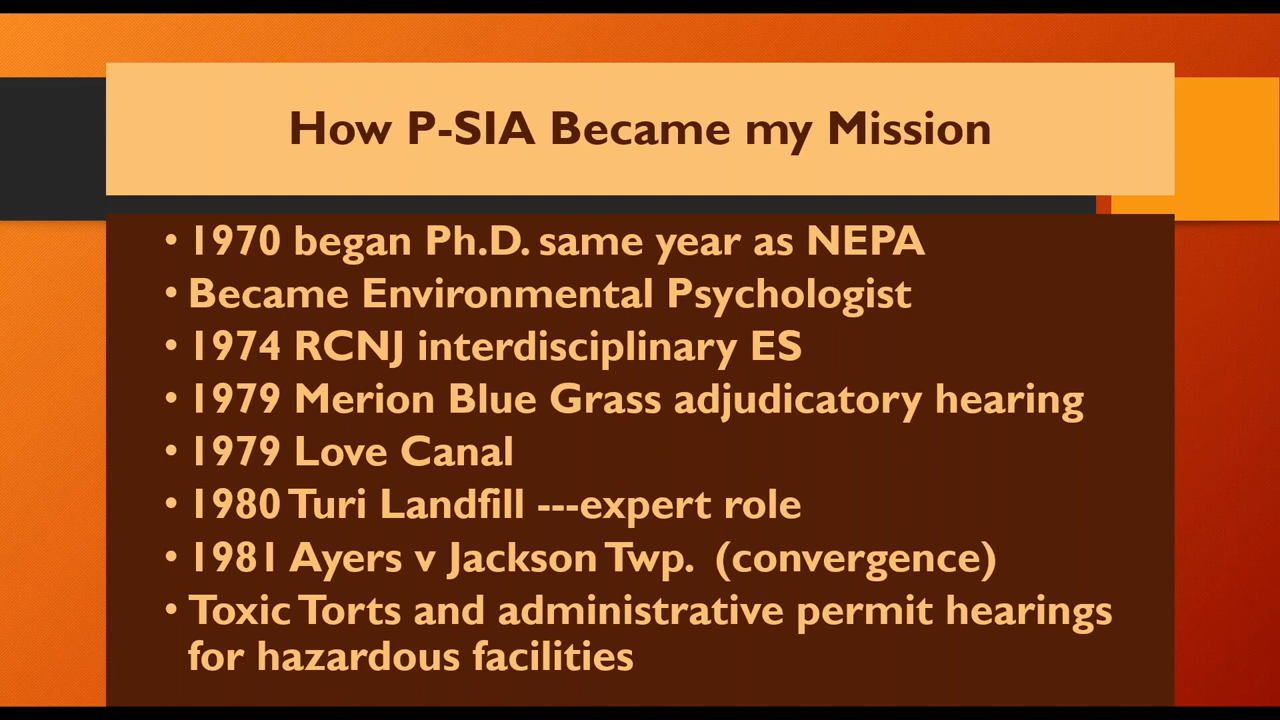 How P-SIA Became my Mission
• 1970 began Ph.D. same year as NEPA
• Became Environmental Psychologist
• 1974 RCNJ interdisciplinary ES
• 1979 Merion Blue Grass adjudicatory hearing
• 1979 Love Canal
• 1980 Turi Landfill ---expert role
• 1981 Ayers v Jackson Twp.  (convergence)
• Toxic Torts and administrative permit hearings
for hazardous facilities